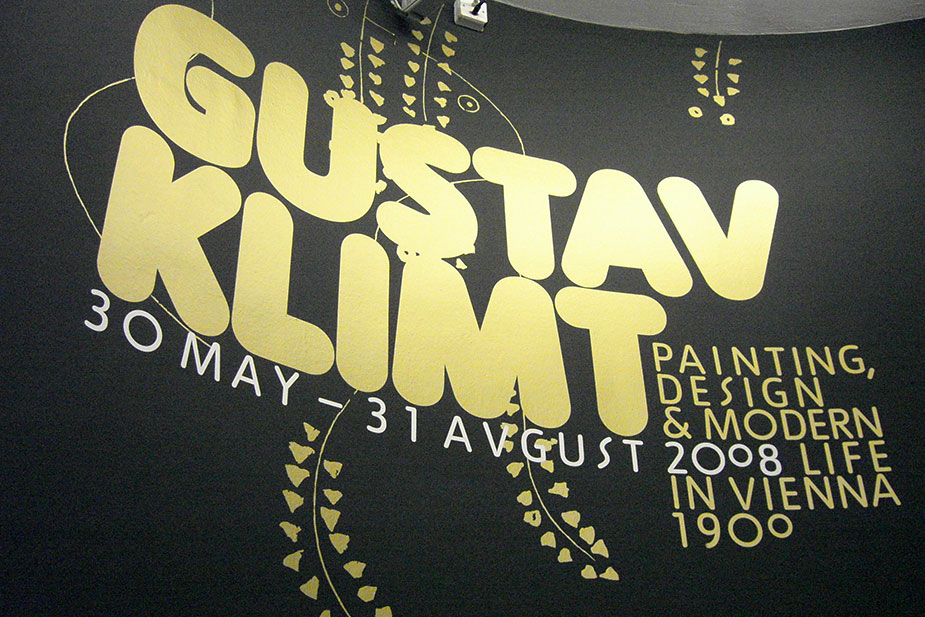 GUSTAV
KLIMT
30 MAY – 31 AVGUST 2008
PAINTING,
DESIGN
& MODERN
LIFE
IN VIENNA
1900